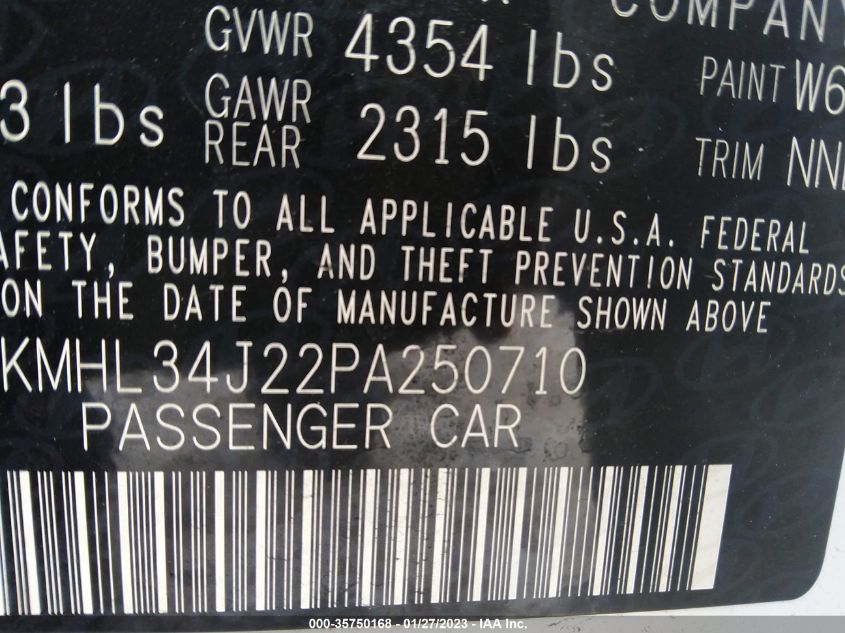 COMPANY
GVWR 4354 lbs PAINT W6
3 lbs GAWR REAR 2315 lbs TRIM NN
CONFORMS TO ALL APPLICABLE U.S.A. FEDERAL
AFETY, BUMPER, AND THEFT PREVENTION STANDARDS
ON THE DATE OF MANUFACTURE SHOWN ABOVE
KMHL34J22PA250710
PASSENGER CAR
000-35750168 - 01/27/2023 - IAA Inc.